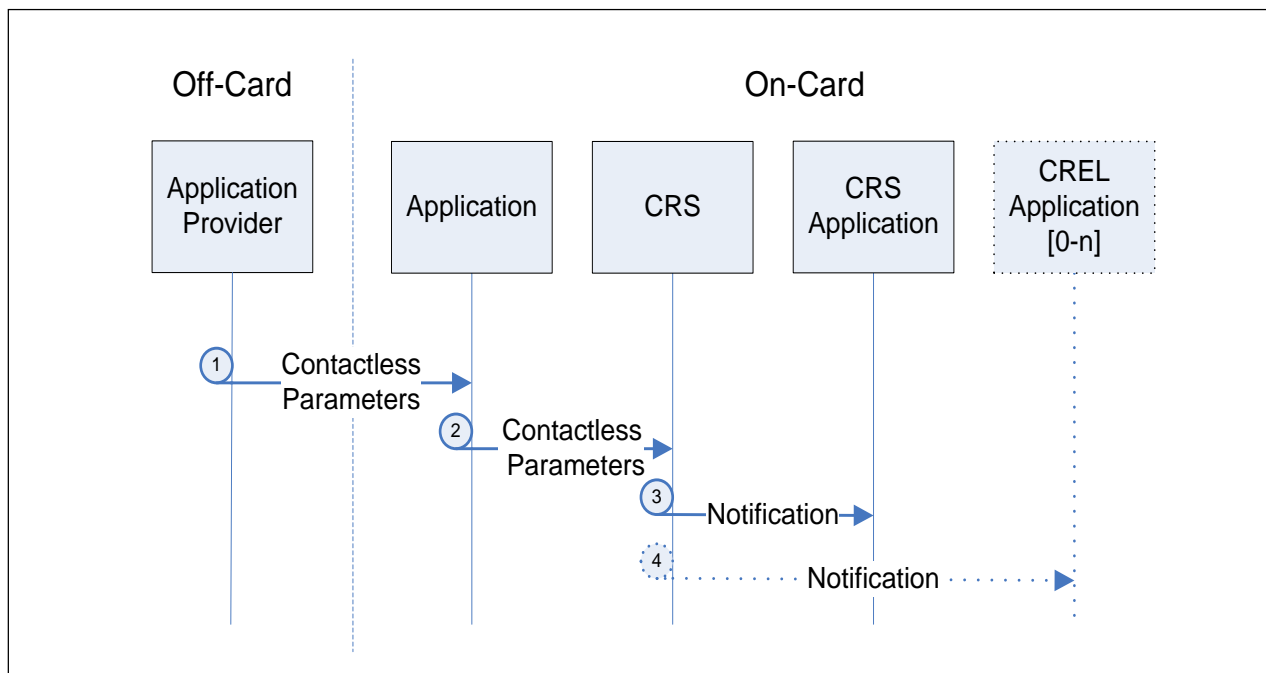 Off-Card
On-Card
Application
Provider
Application
CRS
CRS
Application
CREL
Application
[0-n]
1
Contactless
Parameters
2
Contactless
Parameters
3
Notification
4
Notification